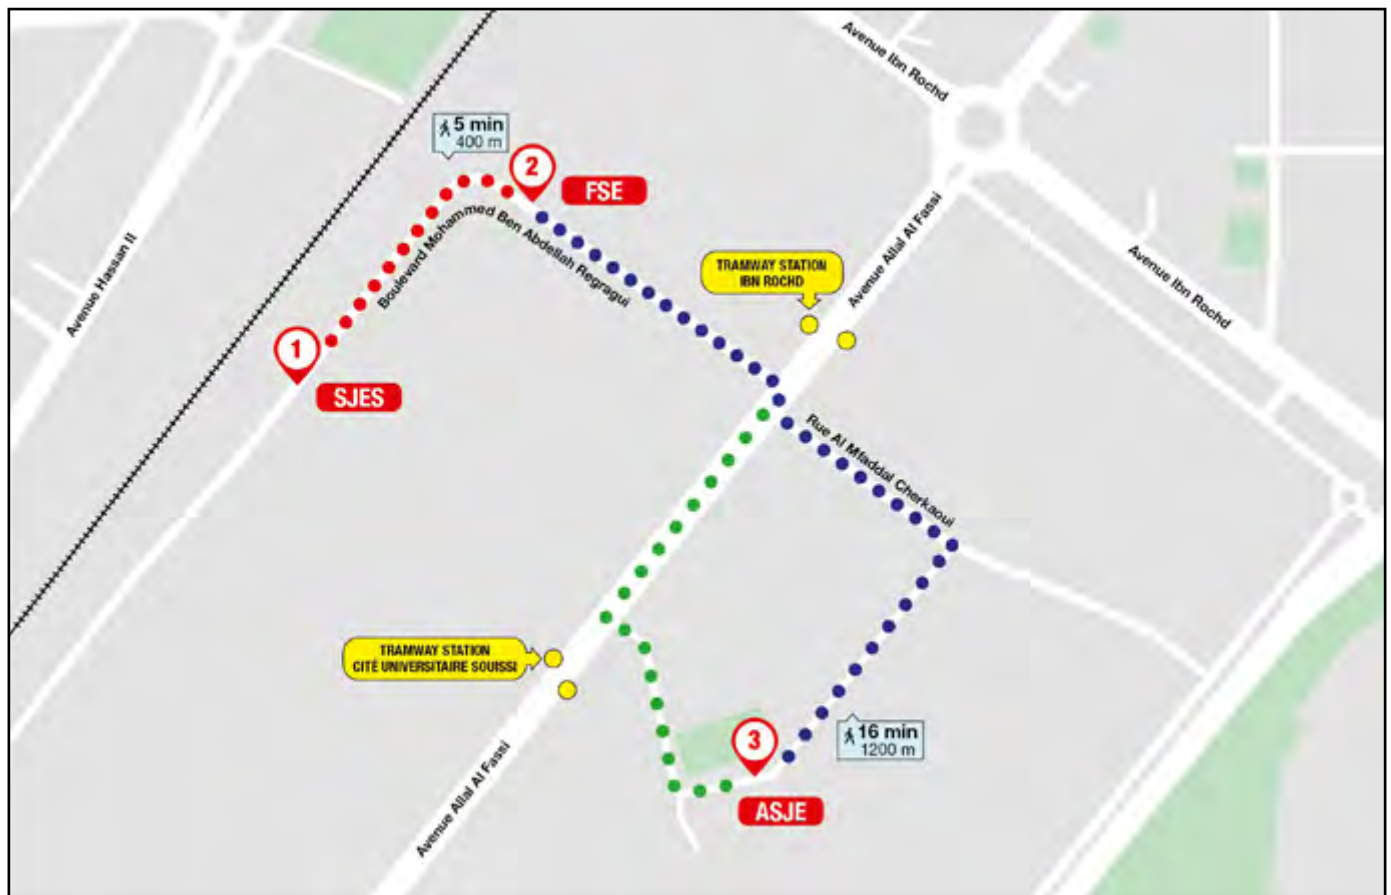 Avenue Ibn Rochd
5 min
400 m
2
FSE
Boulevard Mohammed Ben Abdellah Regragui
Avenue Hassan II
Avenue Allal Al Fassi
TRAMWAY STATION
IBN ROCHD
Avenue Ibn Rochd
1
SJES
Rue Al Mfaddal Cherkaoui
TRAMWAY STATION
CITÉ UNIVERSITAIRE SOUISSI
3
16 min
1200 m
Avenue Allal Al Fassi
ASJE